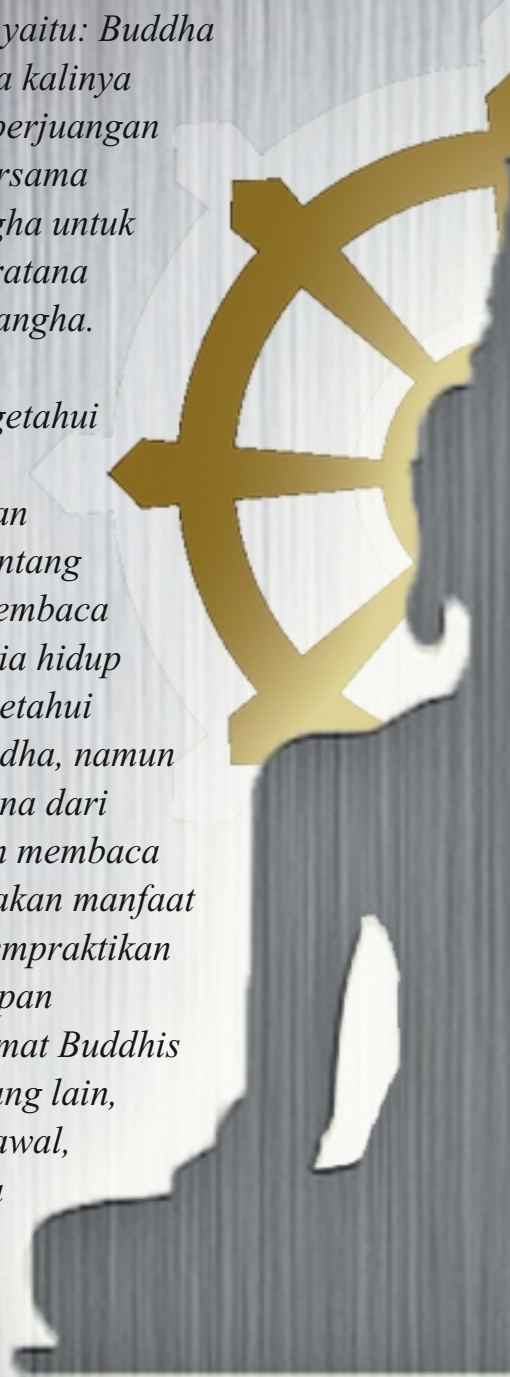 yaitu: Buddha
a kalinya
perjuangan
rsama
gha untuk
ratana
angha.
getahui
an
ntang
embaca
ia hidup
etahui
dha, namun
na dari
n membaca
akan manfaat
empraktikan
pan
mat Buddhis
ang lain,
awal,
a